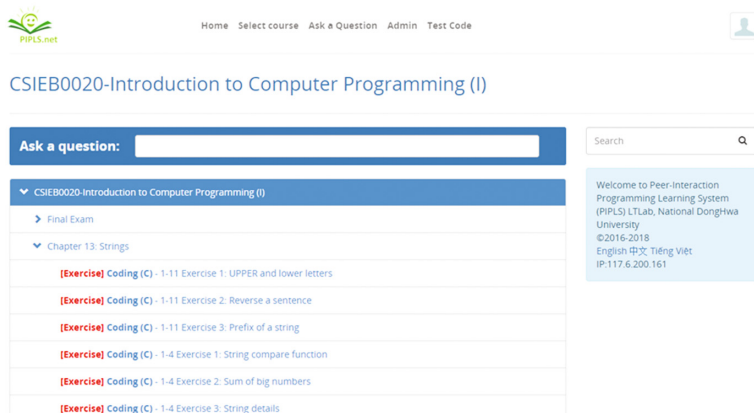 PIPLS.net
Home Select course Ask a Question Admin Test Code
CSIEB0020-Introduction to Computer Programming (I)
Ask a question:
Search
CSIEB0020-Introduction to Computer Programming (I)
Final Exam
Chapter 13: Strings
[Exercise] Coding (C) - 1-11 Exercise 1: UPPER and lower letters
[Exercise] Coding (C) - 1-11 Exercise 2: Reverse a sentence
[Exercise] Coding (C) - 1-11 Exercise 3: Prefix of a string
[Exercise] Coding (C) - 1-4 Exercise 1: String compare function
[Exercise] Coding (C) - 1-4 Exercise 2: Sum of big numbers
[Exercise] Coding (C) - 1-4 Exercise 3: String details
Welcome to Peer-Interaction
Programming Learning System
(PIPLS) LTLab, National DongHwa
University
©2016-2018
English 中文 Tiếng Việt
IP:117.6.200.161